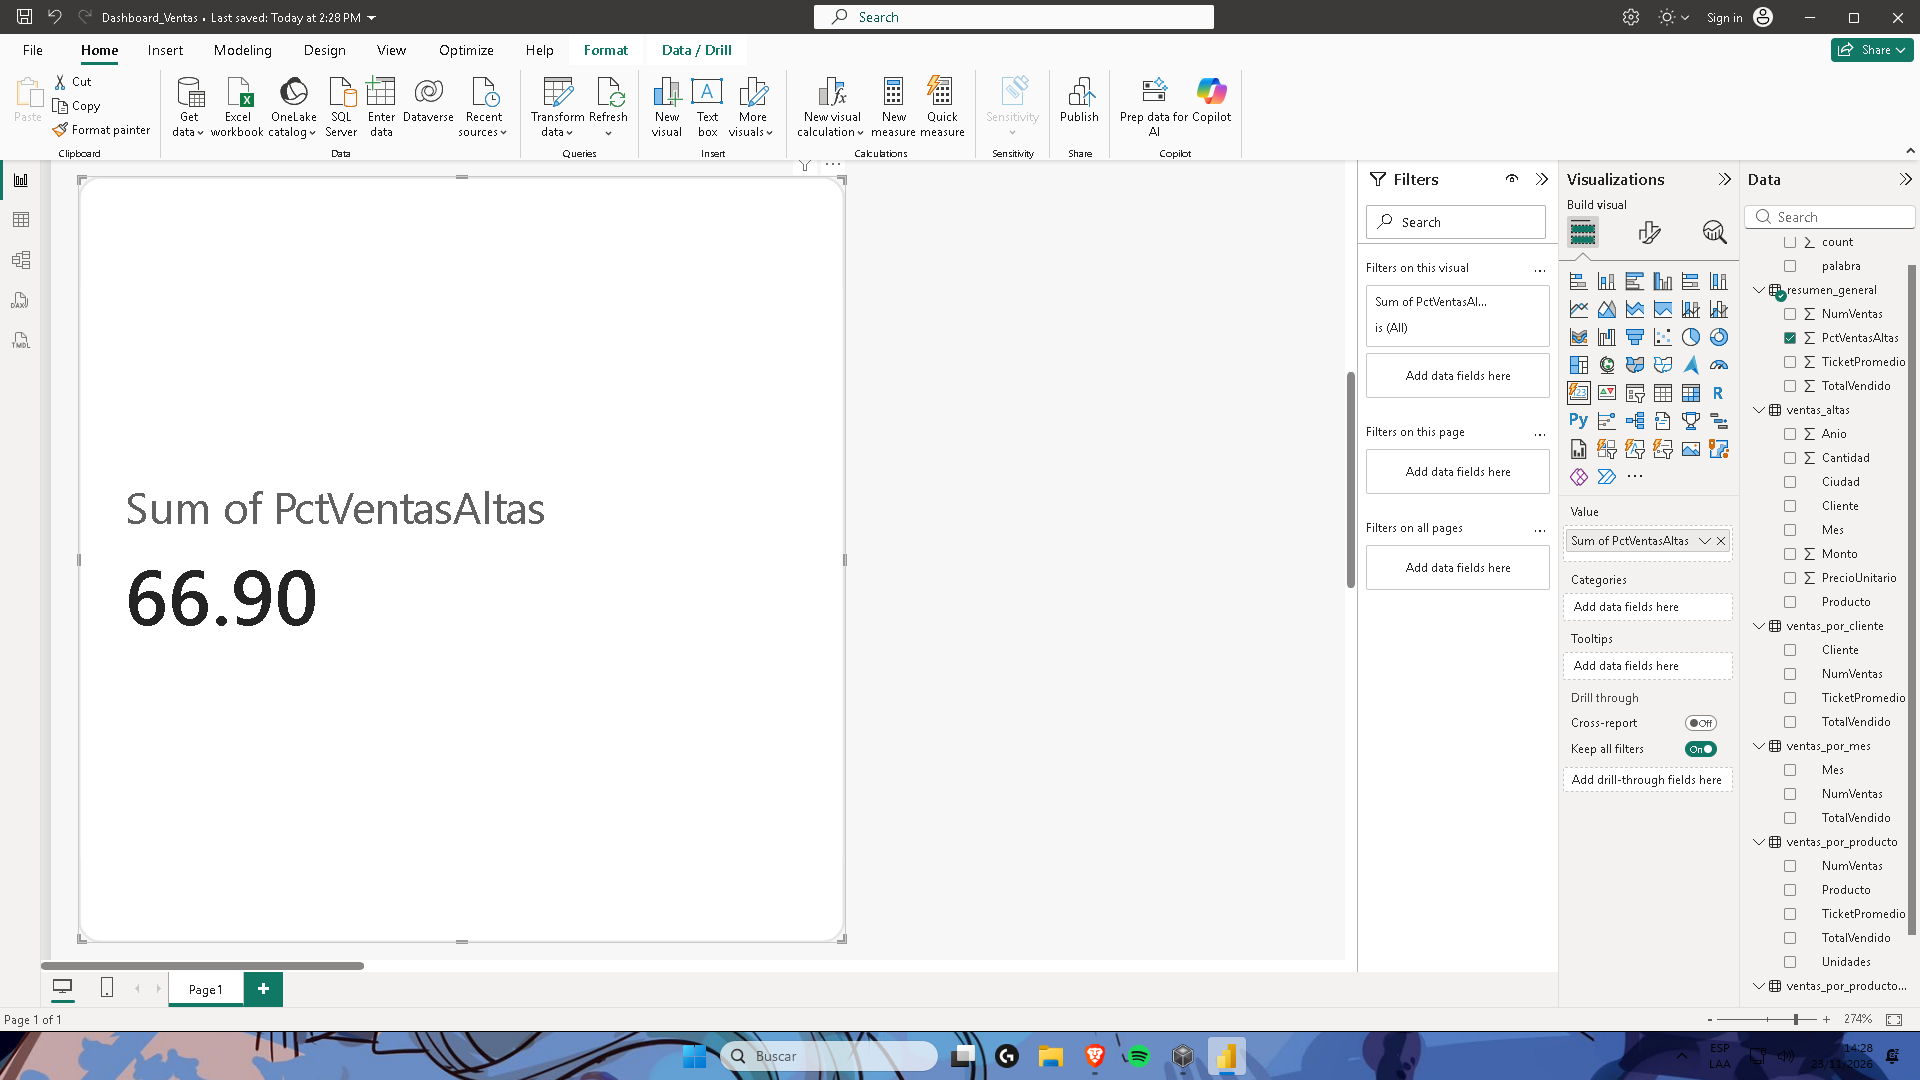 Dashboard_Ventas • Last saved: Today at 2:28 PM
Search
Sign in
File
Home
Insert
Modeling
Design
View
Optimize
Help
Format
Data / Drill
Share
Paste
Cut
Copy
Format painter
Clipboard
Get data
Excel workbook
OneLake catalog
SQL Server
Enter data
Dataverse
Recent sources
Data
Transform data
Refresh
Queries
New visual
Text box
More visuals
Insert
New visual calculation
New measure
Quick measure
Calculations
Sensitivity
Sensitivity
Publish
Share
Prep data for AI
Copilot
Copilot
DAX
TMDL
Sum of PctVentasAltas
66.90
Filters
Search
Filters on this visual
Sum of PctVentasAl...
is (All)
Add data fields here
Filters on this page
Add data fields here
Filters on all pages
Add data fields here
Visualizations
Build visual
123
R
Py
Value
Sum of PctVentasAltas
Categories
Add data fields here
Tooltips
Add data fields here
Drill through
Cross-report
Off
Keep all filters
On
Add drill-through fields here
Data
Search
count
palabra
resumen_general
NumVentas
PctVentasAltas
TicketPromedio
TotalVendido
ventas_altas
Anio
Cantidad
Ciudad
Cliente
Mes
Monto
PrecioUnitario
Producto
ventas_por_cliente
Cliente
NumVentas
TicketPromedio
TotalVendido
ventas_por_mes
Mes
NumVentas
TotalVendido
ventas_por_producto
NumVentas
Producto
TicketPromedio
TotalVendido
Unidades
ventas_por_producto...
Page1
Page 1 of 1
- + 274%
Buscar
ESP
LAA
14:28
23/11/2026